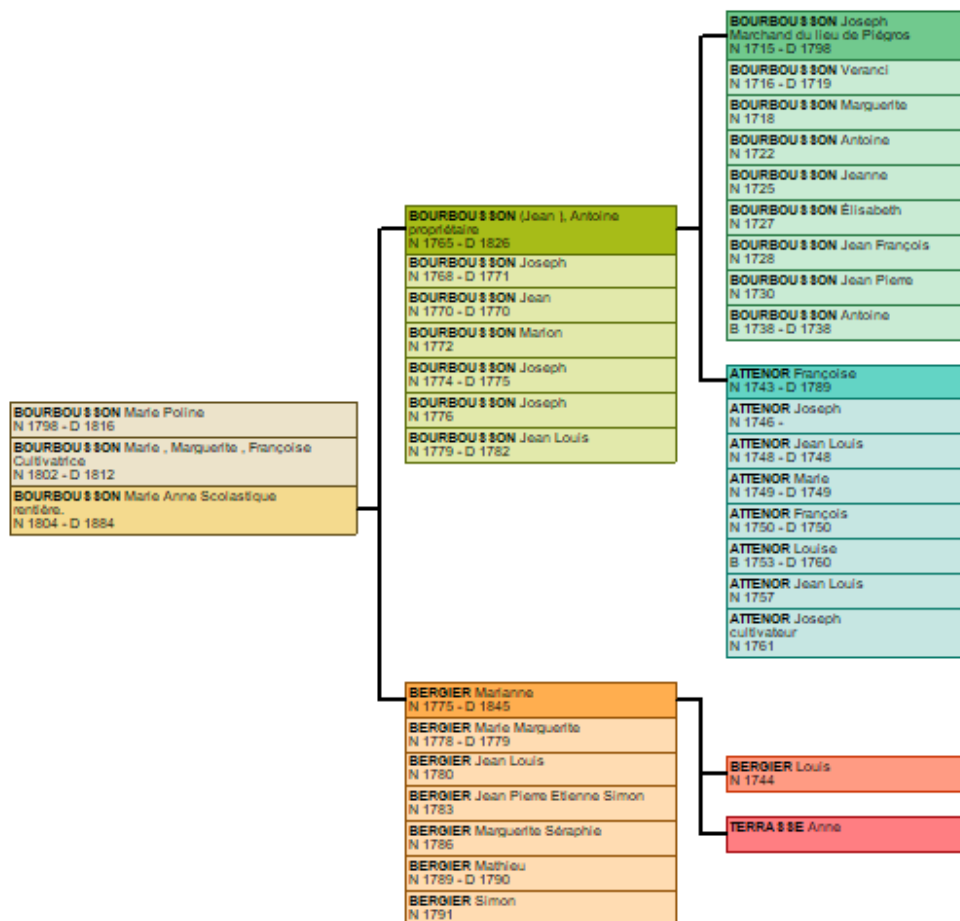 BOURBOUSSON Marie Poline
N 1798 - D 1816
BOURBOUSSON Marie , Marguerite , Françoise
Cultivatrice
N 1802 - D 1812
BOURBOUSSON Marie Anne Scolastique
rentière.
N 1804 - D 1884
BOURBOUSSON (Jean ), Antoine
propriétaire
N 1765 - D 1826
BOURBOUSSON Joseph
N 1768 - D 1771
BOURBOUSSON Jean
N 1770 - D 1770
BOURBOUSSON Marion
N 1772
BOURBOUSSON Joseph
N 1774 - D 1775
BOURBOUSSON Joseph
N 1776
BOURBOUSSON Jean Louis
N 1779 - D 1782
BERGIER Marianne
N 1775 - D 1845
BERGIER Marie Marguerite
N 1778 - D 1779
BERGIER Jean Louis
N 1780
BERGIER Jean Pierre Etienne Simon
N 1783
BERGIER Marguerite Séraphie
N 1786
BERGIER Mathieu
N 1789 - D 1790
BERGIER Simon
N 1791
BOURBOUSSON Joseph
Marchand du lieu de Piégros
N 1715 - D 1798
BOURBOUSSON Veranci
N 1716 - D 1719
BOURBOUSSON Marguerite
N 1718
BOURBOUSSON Antoine
N 1722
BOURBOUSSON Jeanne
N 1725
BOURBOUSSON Élisabeth
N 1727
BOURBOUSSON Jean François
N 1728
BOURBOUSSON Jean Pierre
N 1730
BOURBOUSSON Antoine
B 1738 - D 1738
ATTENOR Françoise
N 1743 - D 1789
ATTENOR Joseph
N 1746 -
ATTENOR Jean Louis
N 1748 - D 1748
ATTENOR Marie
N 1749 - D 1749
ATTENOR François
N 1750 - D 1750
ATTENOR Louise
B 1753 - D 1760
ATTENOR Jean Louis
N 1757
ATTENOR Joseph
cultivateur
N 1761
BERGIER Louis
N 1744
TERRASSE Anne